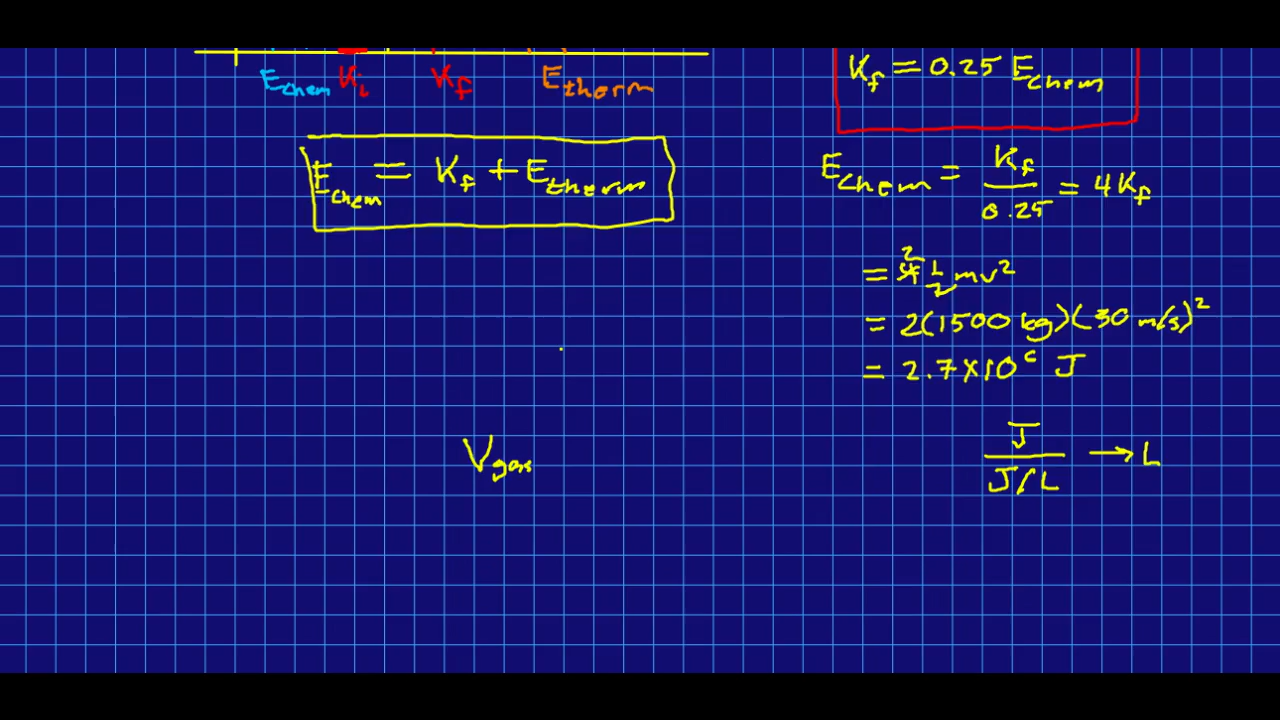 E_chem K_i K_f E_therm
E_chem = K_f + E_therm
V_gas
K_f = 0.25 E_chem
E_chem = K_f / 0.25 = 4K_f
= 2 1/2 mv²
= 2(1500 kg)(30 m/s)²
= 2.7×10⁶ J
J / (J/L) → L